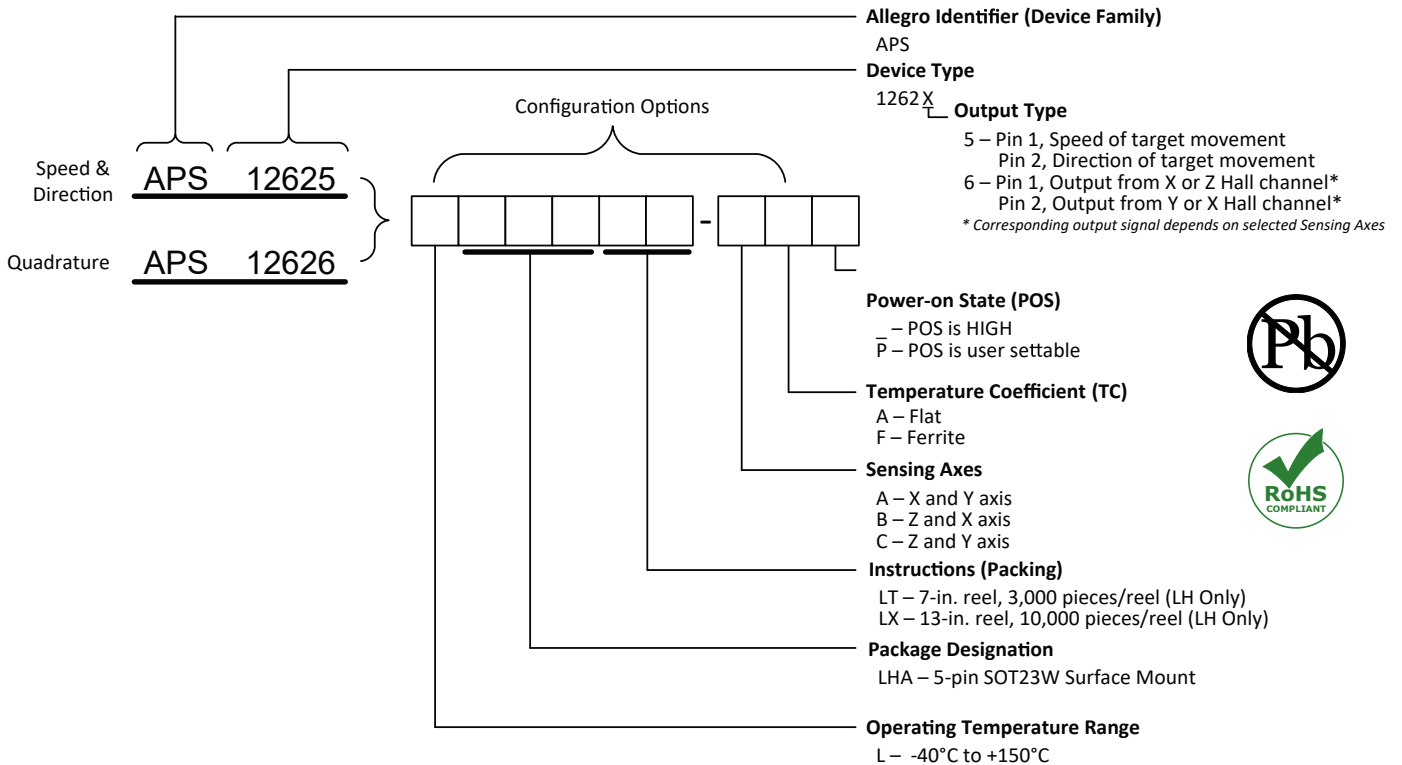 Allegro Identifier (Device Family)
APS
Device Type
1262X
Output Type
5 – Pin 1, Speed of target movement
Pin 2, Direction of target movement
6 – Pin 1, Output from X or Z Hall channel*
Pin 2, Output from Y or X Hall channel*
* Corresponding output signal depends on selected Sensing Axes
Configuration Options
Speed &
Direction
APS 12625
-
Quadrature
APS 12626
Power-on State (POS)
_ – POS is HIGH
P – POS is user settable
Temperature Coefficient (TC)
A – Flat
F – Ferrite
Sensing Axes
A – X and Y axis
B – Z and X axis
C – Z and Y axis
Instructions (Packing)
LT – 7-in. reel, 3,000 pieces/reel (LH Only)
LX – 13-in. reel, 10,000 pieces/reel (LH Only)
Package Designation
LHA – 5-pin SOT23W Surface Mount
Operating Temperature Range
L – -40°C to +150°C
Pb
RoHS
COMPLIANT